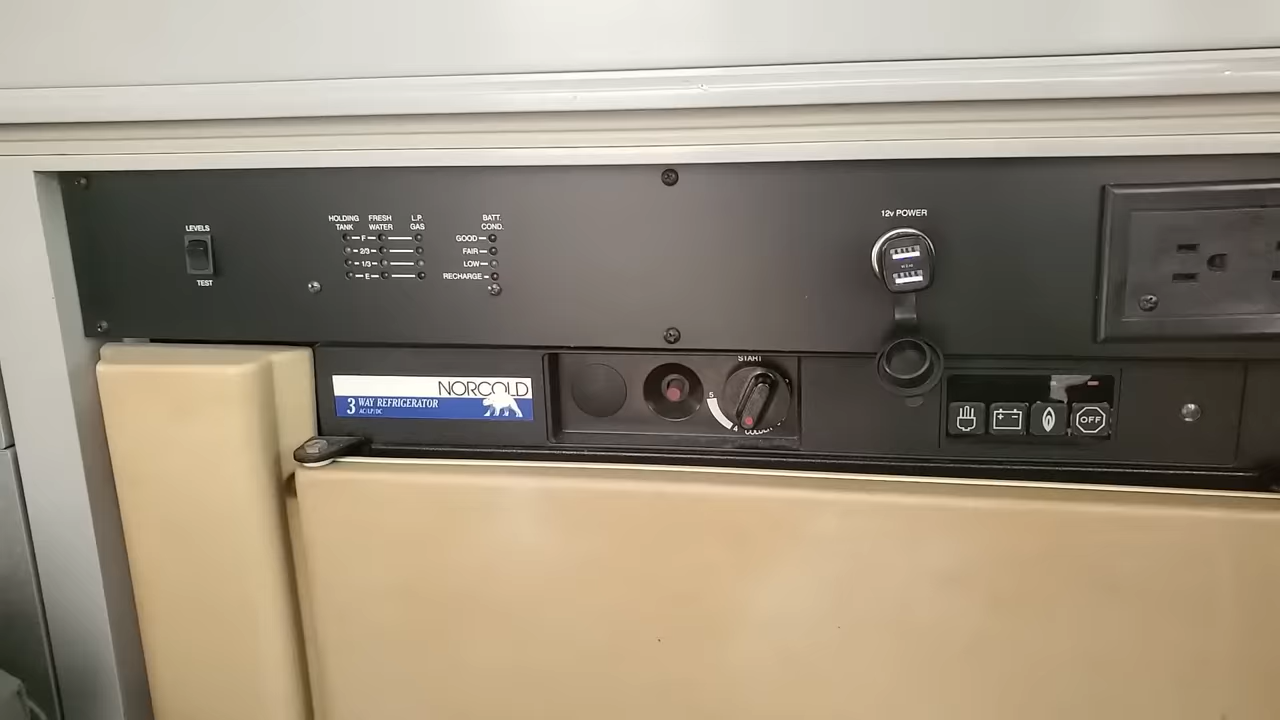 LEVELS
TEST
HOLDING TANK
FRESH WATER
L.P. GAS
F
2/3
1/3
E
BATT. COND.
GOOD
FAIR
LOW
RECHARGE
12v POWER
NORCOLD
3 WAY REFRIGERATOR
AC/LP/DC
START
5
4
OFF